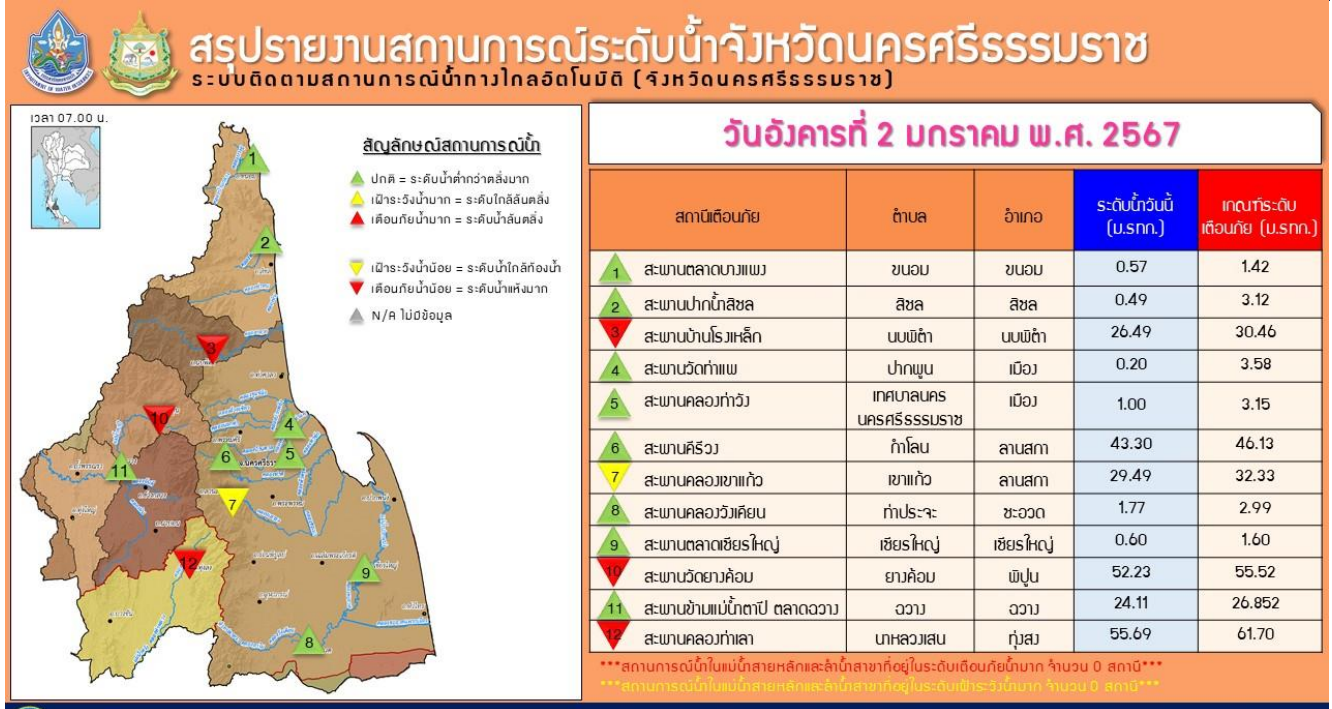 สรุปรายงานสถานการณ์ระดับน้ำจังหวัดนครศรีธรรมราช
ระบบติดตามสถานการณ์น้ำทางไกลอัตโนมัติ (จังหวัดนครศรีธรรมราช)
เวลา 07.00 น.
สัญลักษณ์สถานการณ์น้ำ
ปกติ = ระดับน้ำต่ำกว่าตลิ่งมาก
เฝ้าระวังน้ำมาก = ระดับใกล้ล้นตลิ่ง
เตือนภัยน้ำมาก = ระดับน้ำล้นตลิ่ง
เฝ้าระวังน้ำน้อย = ระดับน้ำใกล้ท้องน้ำ
เตือนภัยน้ำน้อย = ระดับน้ำแห้งมาก
N/A ไม่มีข้อมูล
1
2
3
10
4
11
6
5
7
12
9
8
วันอังคารที่ 2 มกราคม พ.ศ. 2567
สถานีเตือนภัย ตำบล อำเภอ ระดับน้ำวันนี้ (ม.รทก.) เกณฑ์ระดับเตือนภัย (ม.รทก.)
1 สะพานตลาดบางแพง ขนอม ขนอม 0.57 1.42
2 สะพานปากน้ำสิชล สิชล สิชล 0.49 3.12
3 สะพานบ้านโรงเหล็ก นบพิตำ นบพิตำ 26.49 30.46
4 สะพานวัดท่าแพ ปากพูน เมือง 0.20 3.58
5 สะพานคลองท่าวัง เทศบาลนครนครศรีธรรมราช เมือง 1.00 3.15
6 สะพานคีรีวง กำโลน ลานสกา 43.30 46.13
7 สะพานคลองเขาแก้ว เขาแก้ว ลานสกา 29.49 32.33
8 สะพานคลองวังเคียน ท่าประจะ ชะอวด 1.77 2.99
9 สะพานตลาดเชียรใหญ่ เชียรใหญ่ เชียรใหญ่ 0.60 1.60
10 สะพานวัดยางค้อม ยางค้อม พิปูน 52.23 55.52
11 สะพานข้ามแม่น้ำตาปี ตลาดฉวาง ฉวาง ฉวาง 24.11 26.852
12 สะพานคลองท่าเลา นาหลวงเสน ทุ่งสง 55.69 61.70
***สถานการณ์น้ำในแม่น้ำสายหลักและลำน้ำสาขาที่อยู่ในระดับเตือนภัยน้ำมาก จำนวน 0 สถานี***
***สถานการณ์น้ำในแม่น้ำสายหลักและลำน้ำสาขาที่อยู่ในระดับเฝ้าระวังน้ำมาก จำนวน 0 สถานี***